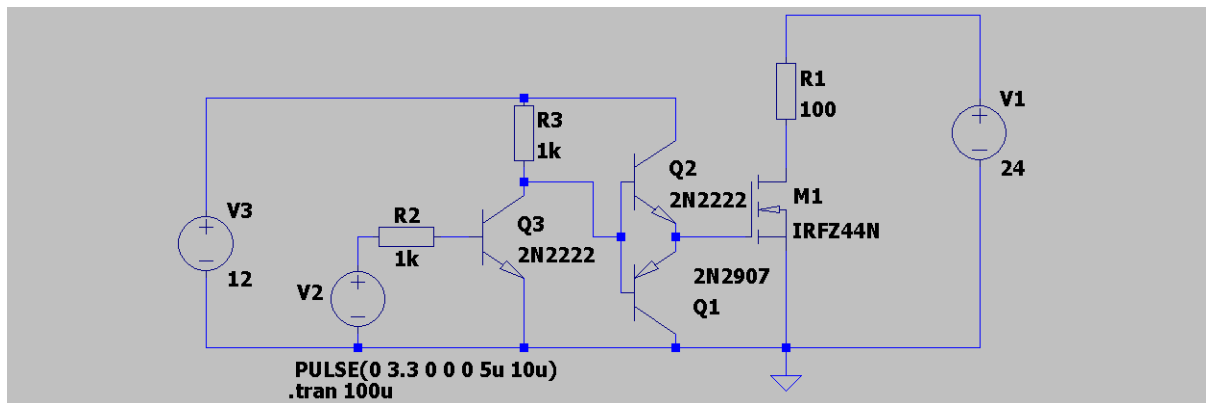 R1
100
V1
24
R3
1k
Q2
2N2222
M1
IRFZ44N
V3
12
R2
1k
Q3
2N2222
V2
2N2907
Q1
PULSE(0 3.3 0 0 0 5u 10u)
.tran 100u